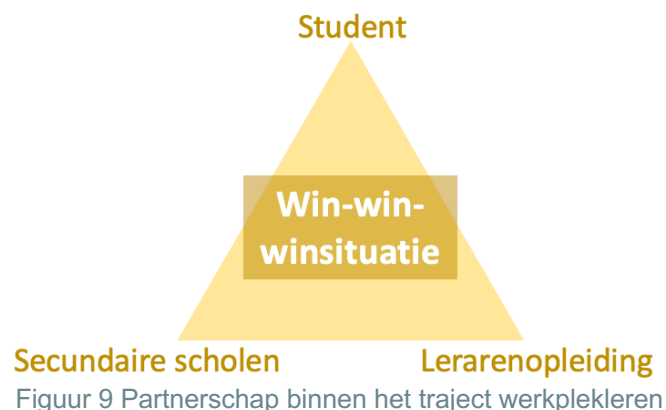 Student
Win-win-
winsituatie
Secundaire scholen Lerarenopleiding
Figuur 9 Partnerschap binnen het traject werkplekleren